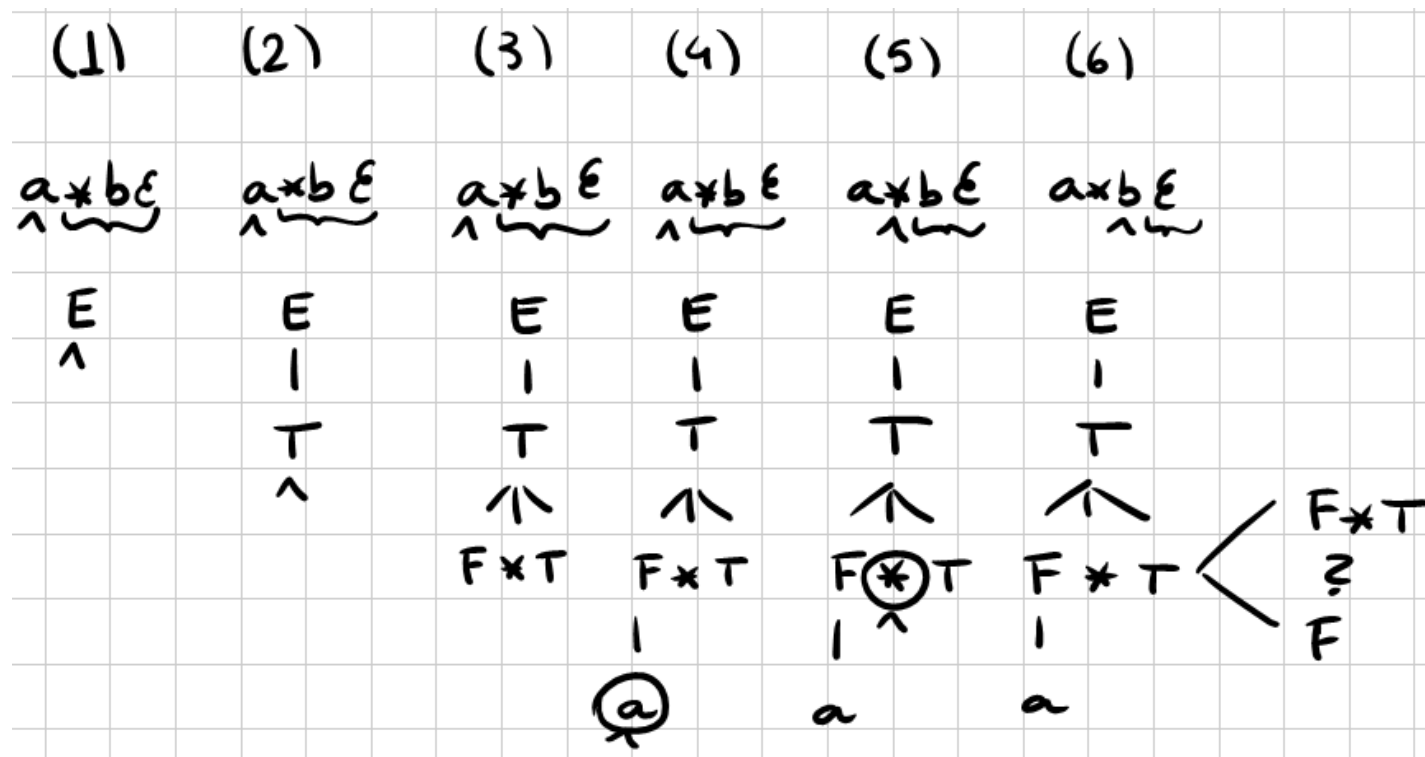 (1) (2) (3) (4) (5) (6)
a*bε a*bε a*bε a*bε a*bε a*bε
E E E E E E
T T T T T
F*T
F*T F*T F*T F*T ?
F
a a a